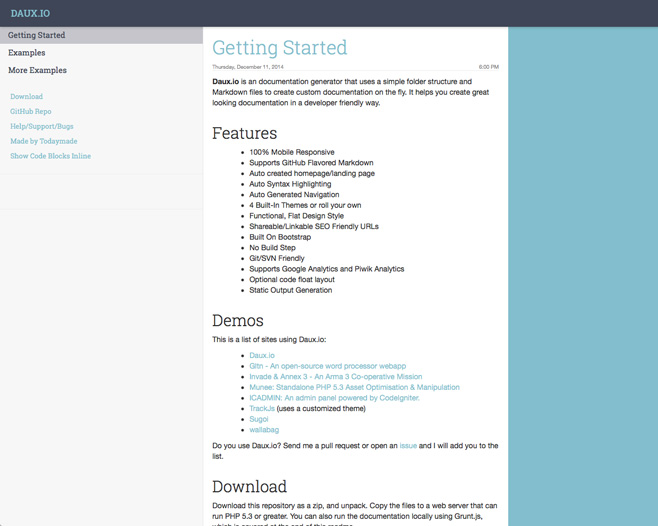 DAUX.IO
Getting Started
Examples
More Examples
Download
GitHub Repo
Help/Support/Bugs
Made by Todaymade
Show Code Blocks Inline
Getting Started
Thursday, December 11, 2014 6:00 PM
Daux.io is an documentation generator that uses a simple folder structure and
Markdown files to create custom documentation on the fly. It helps you create great
looking documentation in a developer friendly way.
Features
• 100% Mobile Responsive
• Supports GitHub Flavored Markdown
• Auto created homepage/landing page
• Auto Syntax Highlighting
• Auto Generated Navigation
• 4 Built-In Themes or roll your own
• Functional, Flat Design Style
• Shareable/Linkable SEO Friendly URLs
• Built On Bootstrap
• No Build Step
• Git/SVN Friendly
• Supports Google Analytics and Piwik Analytics
• Optional code float layout
• Static Output Generation
Demos
This is a list of sites using Daux.io:
• Daux.io
• Gltn - An open-source word processor webapp
• Invade & Annex 3 - An Arma 3 Co-operative Mission
• Munee: Standalone PHP 5.3 Asset Optimisation & Manipulation
• ICADMIN: An admin panel powered by CodeIgniter.
• TrackJs (uses a customized theme)
• Sugoi
• wallabag
Do you use Daux.io? Send me a pull request or open an issue and I will add you to the
list.
Download
Download this repository as a zip, and unpack. Copy the files to a web server that can
run PHP 5.3 or greater. You can also run the documentation locally using Grunt.js,
which is covered at the end of this readme.